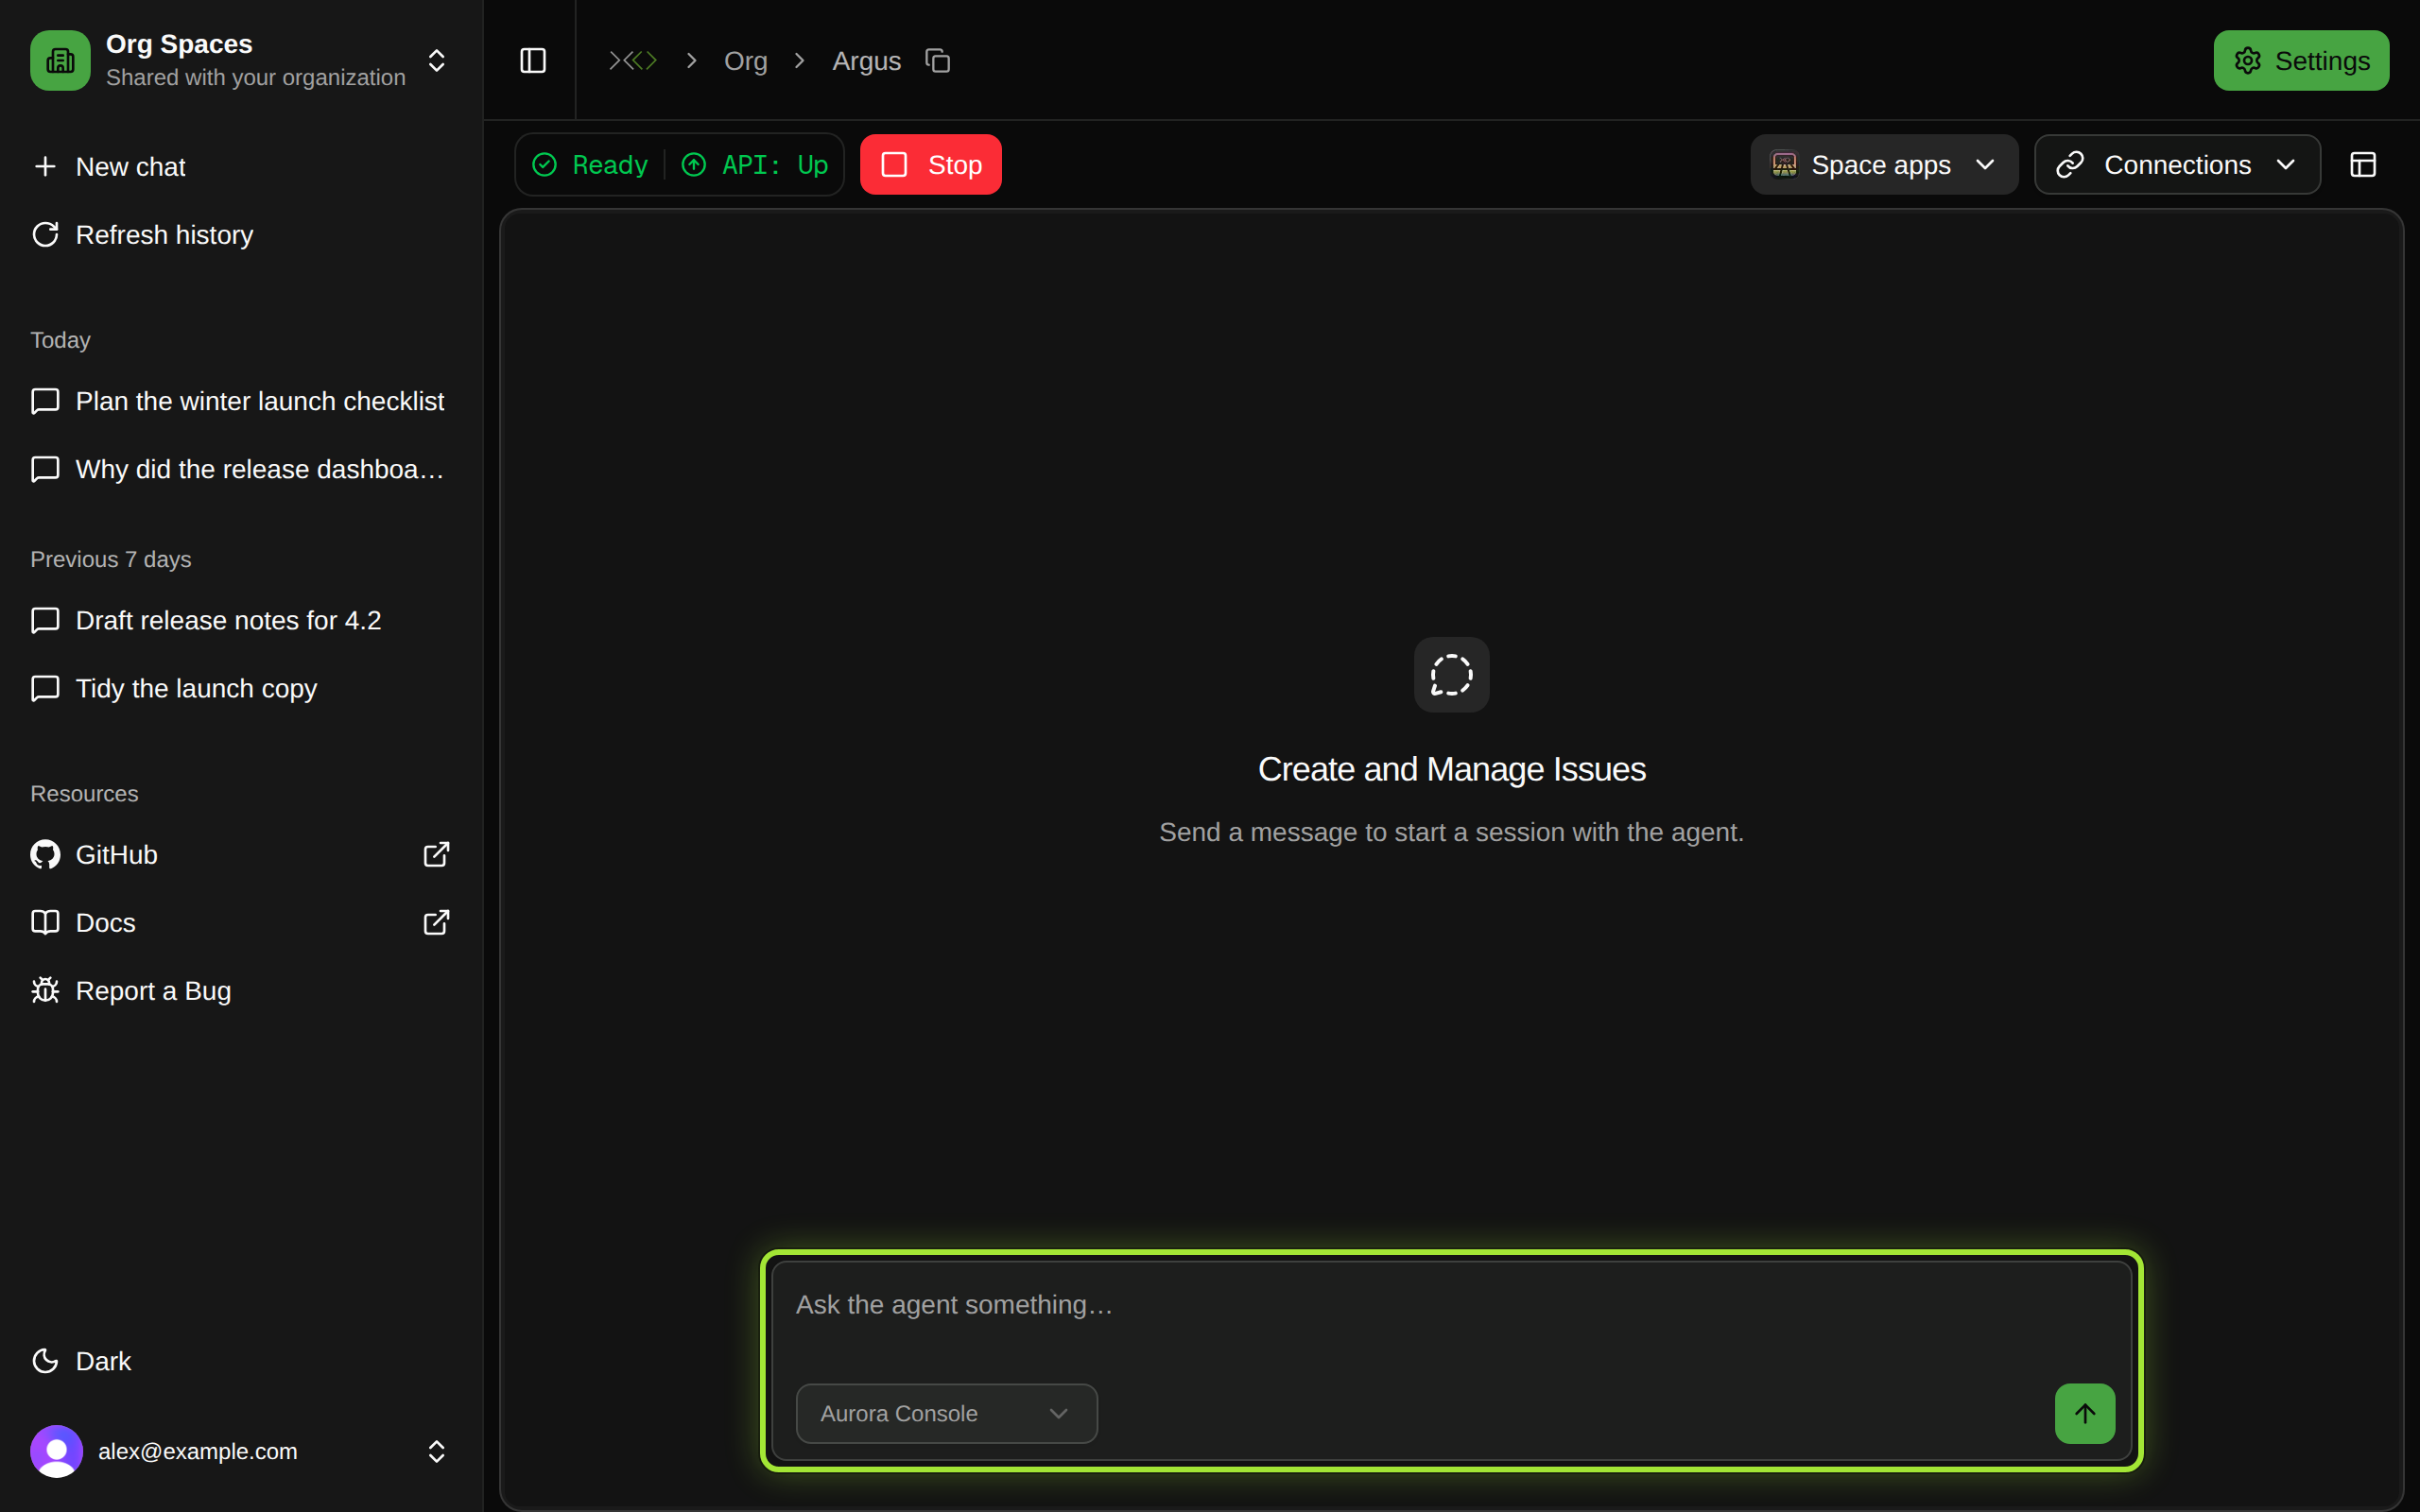 Org Spaces
Shared with your organization
New chat
Refresh history
Today
Plan the winter launch checklist
Why did the release dashboa…
Previous 7 days
Draft release notes for 4.2
Tidy the launch copy
Resources
GitHub
Docs
Report a Bug
Dark
alex@example.com
Org
Argus
Settings
Ready
API: Up
Stop
Space apps
Connections
Create and Manage Issues
Send a message to start a session with the agent.
Ask the agent something…
Aurora Console